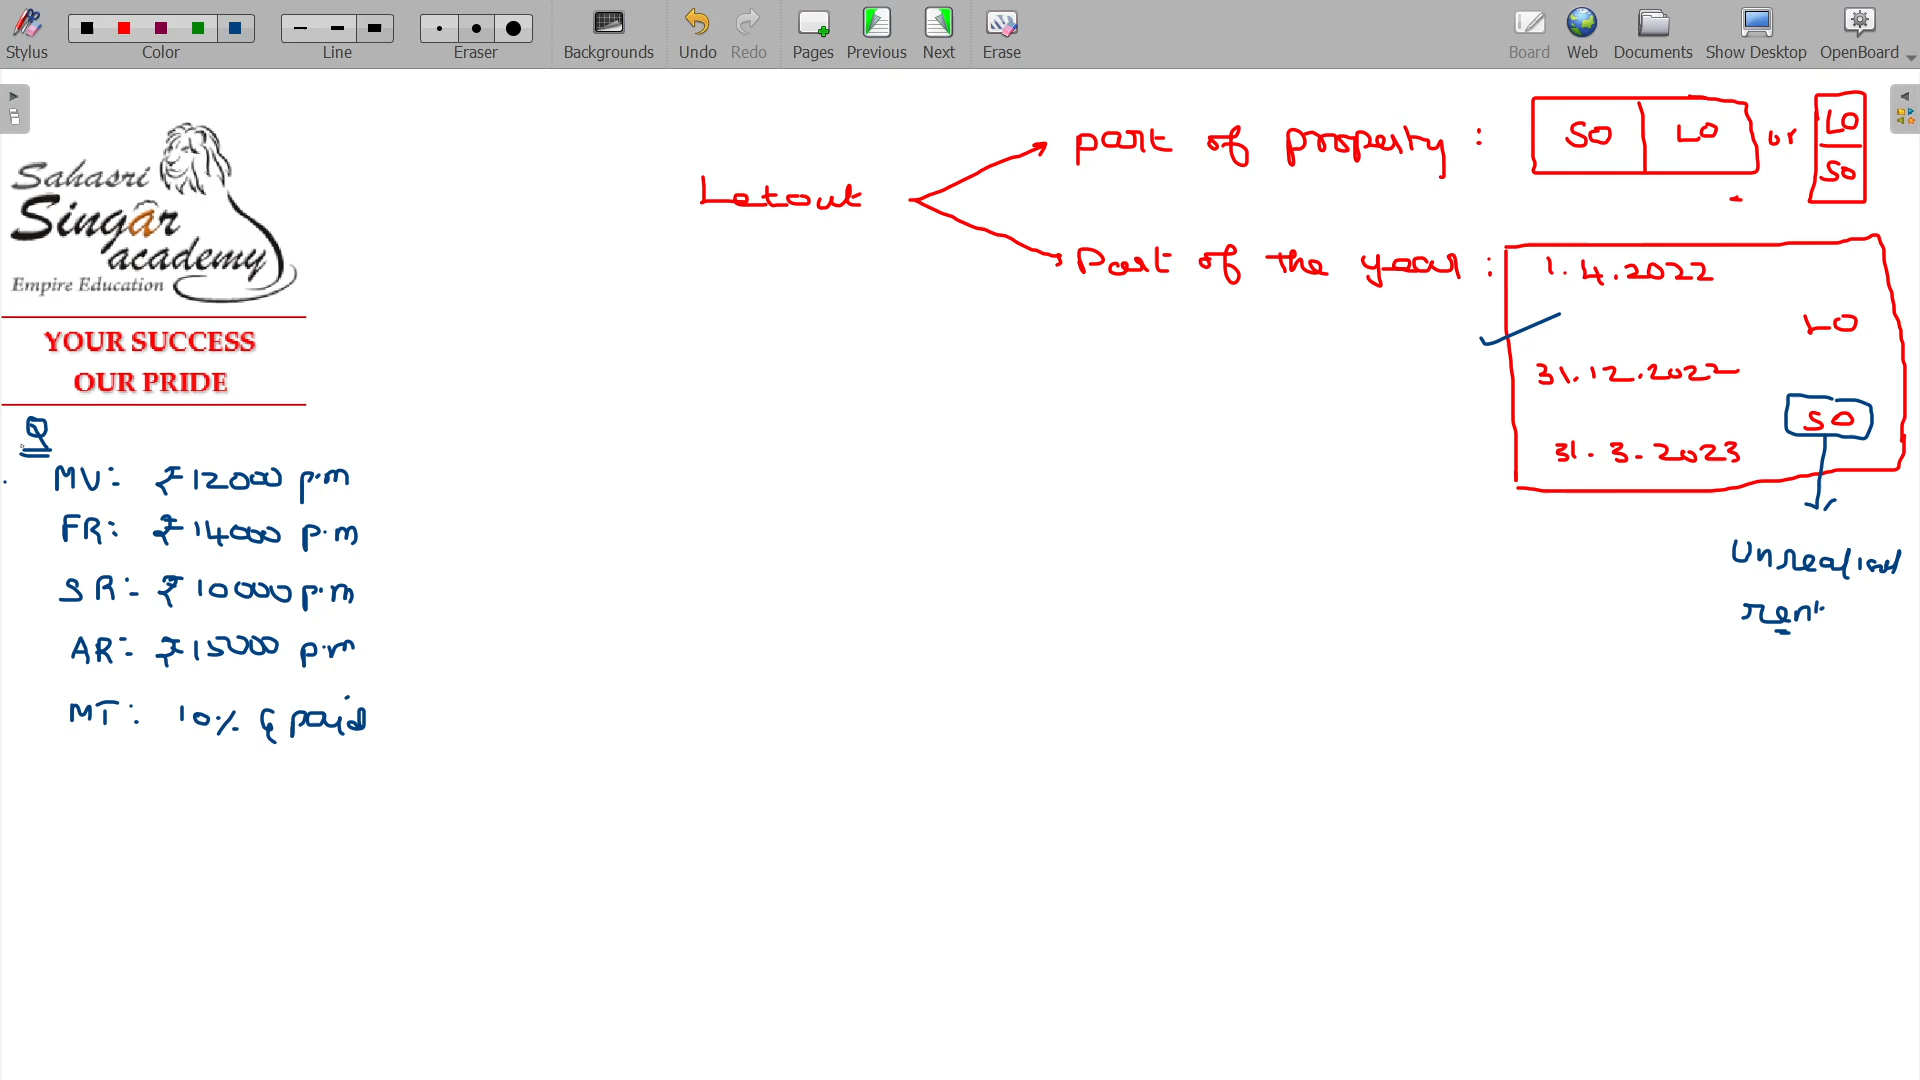 Stylus Color Line Eraser Backgrounds Undo Redo Pages Previous Next Erase Board Web Documents Show Desktop OpenBoard
Sahasri
Singar
academy
Empire Education
YOUR SUCCESS
OUR PRIDE
Letout
part of property :
SO LO or LO
SO
Part of the year :
1.4.2022
LO
31.12.2022
SO
31.3.2023
Unrealised
rent
Q
MV:- ₹12000 p.m
FR:- ₹14000 p.m
SR:- ₹10000 p.m
AR:- ₹15000 p.m
MT:- 10% & paid